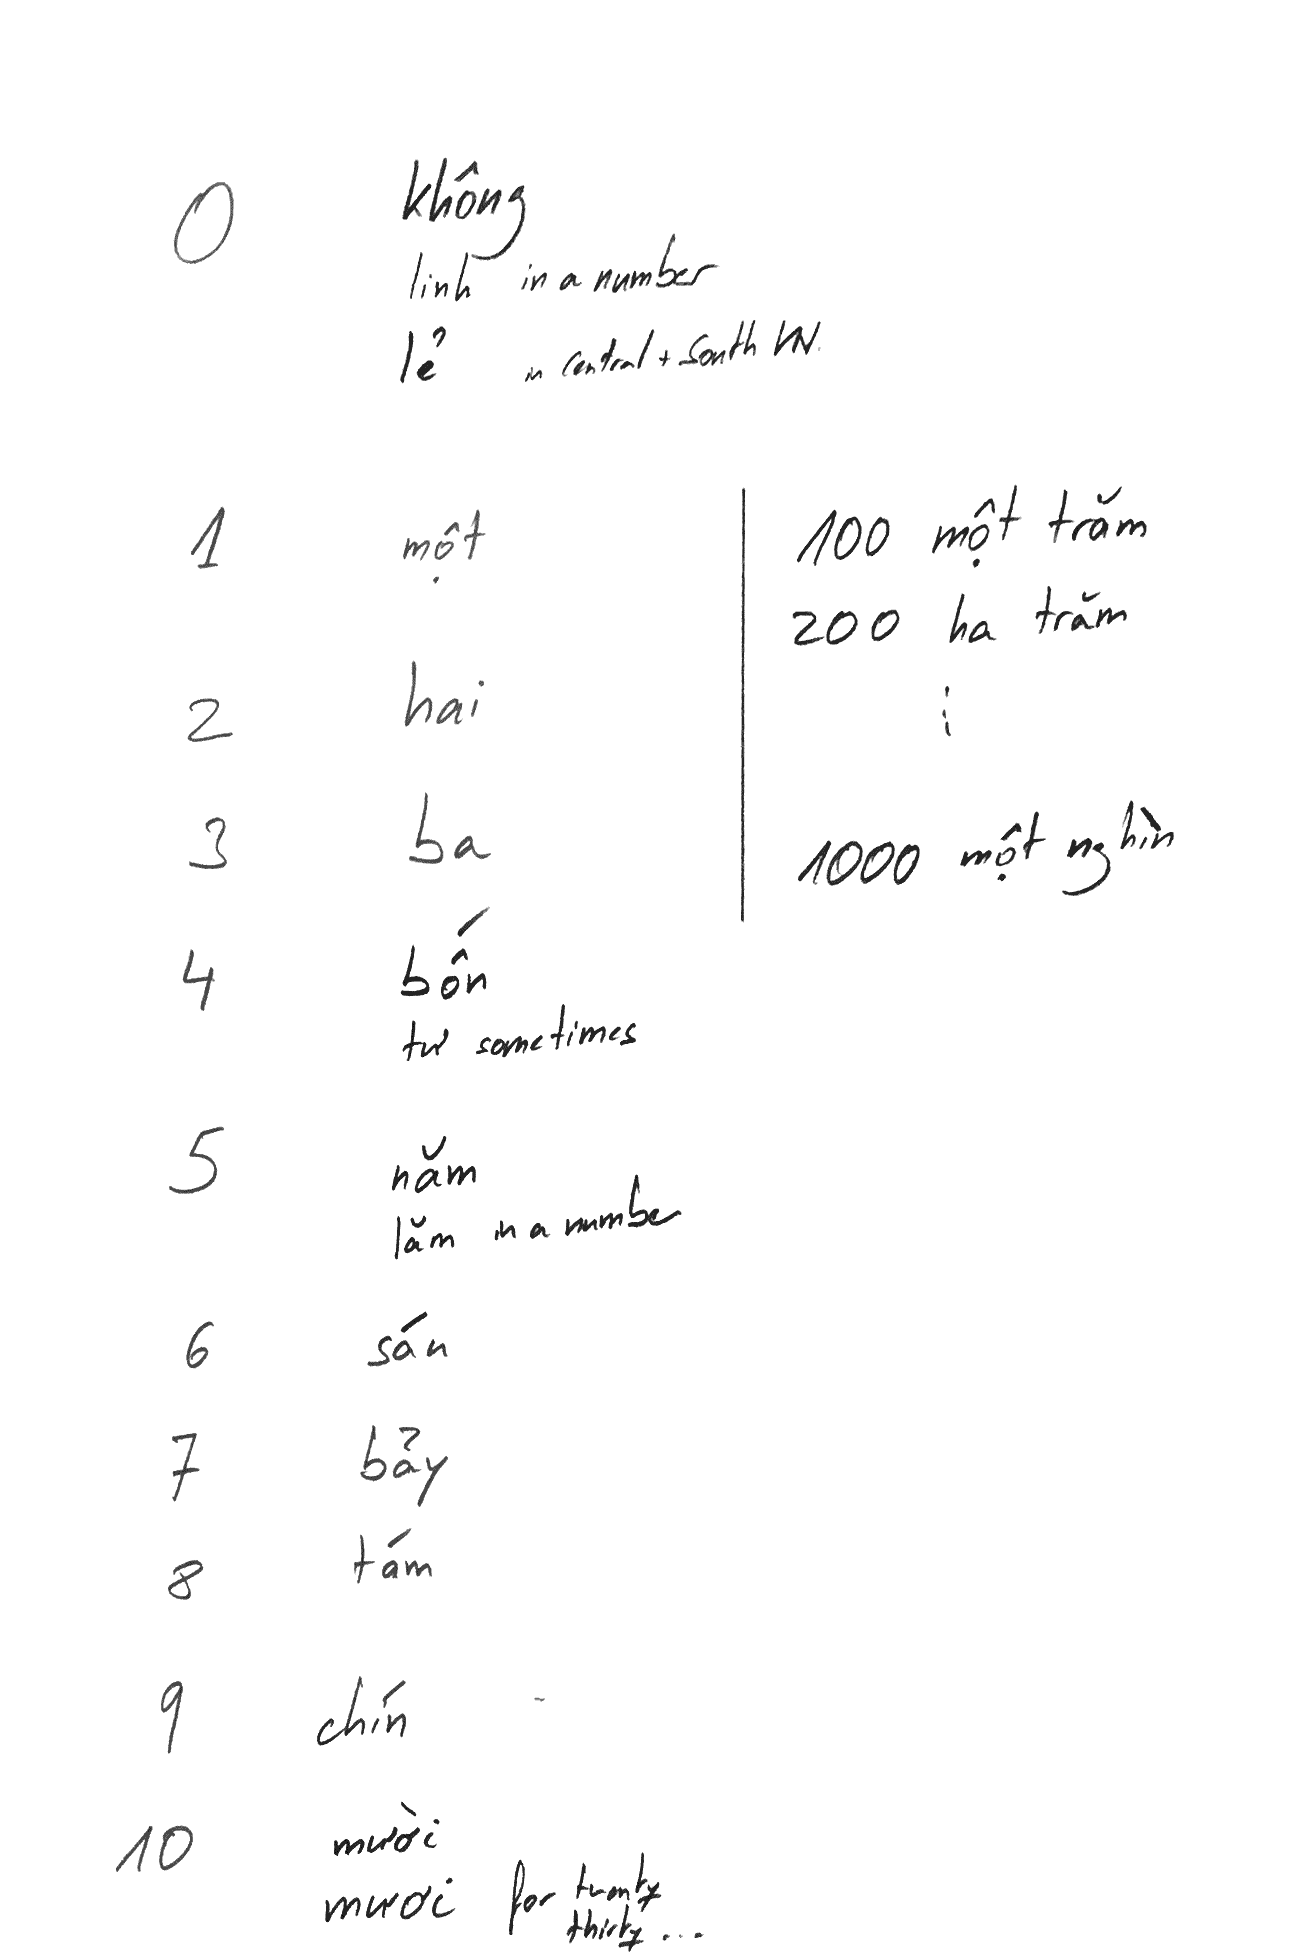 0 không
linh in a number
lẻ in central + South VN.
1 một
2 hai
3 ba
4 bốn
tư sometimes
5 năm
lăm in a number
6 sán
7 bảy
8 tám
9 chín
10 mười
mươi for twenty
thirty ...
100 một trăm
200 ha trăm
⋮
1000 một nghìn